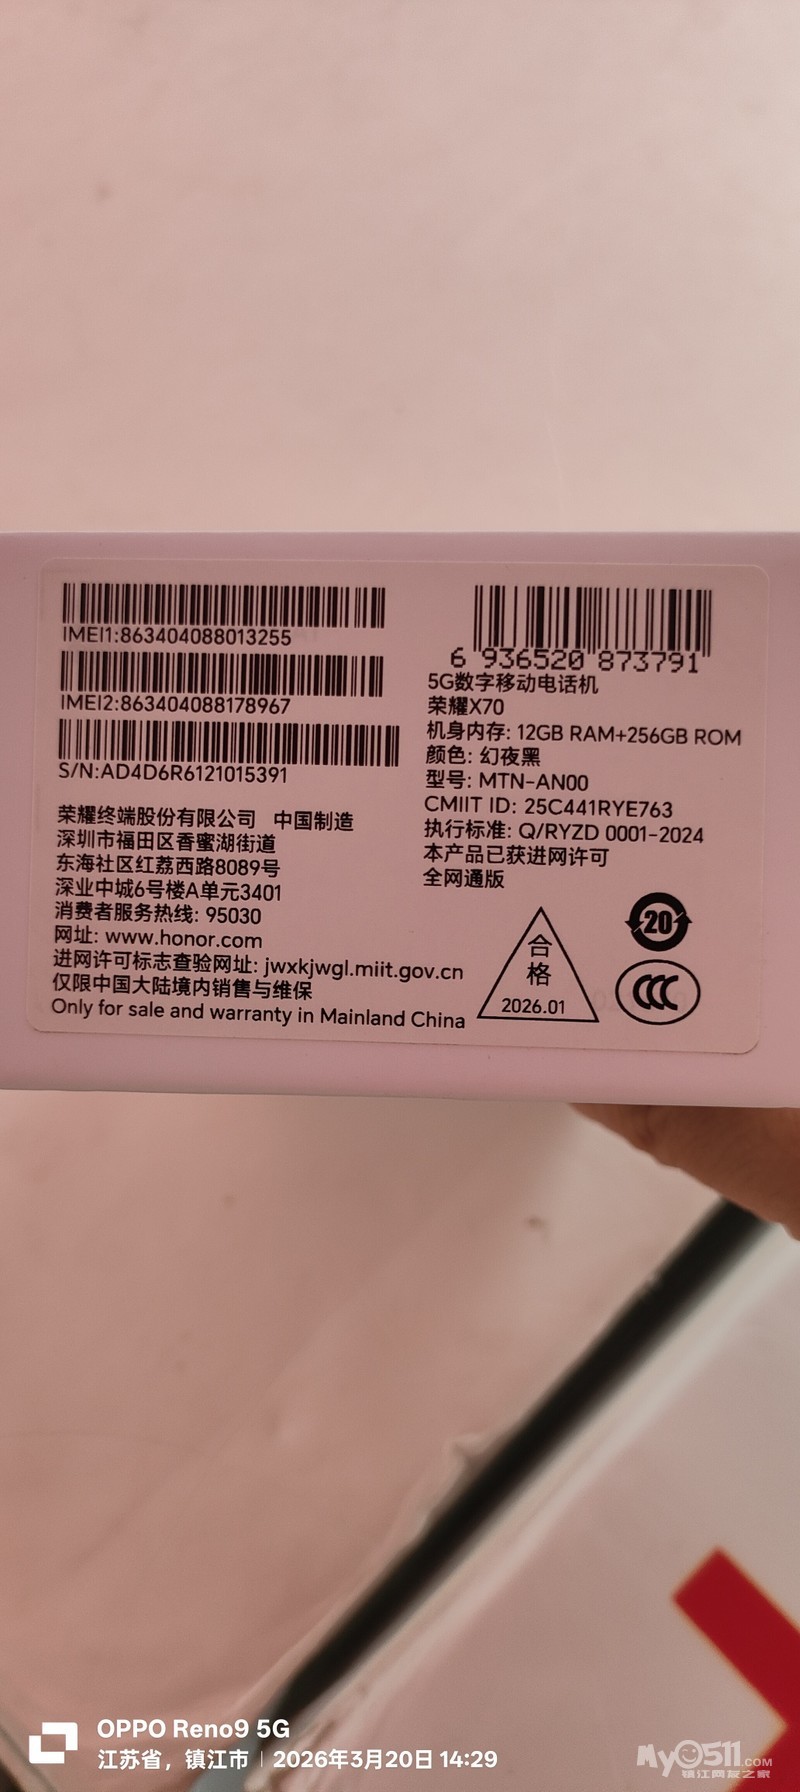 IMEI1:863404088013255
IMEI2:863404088178967
S/N:AD4D6R6121015391
荣耀终端股份有限公司 中国制造
深圳市福田区香蜜湖街道
东海社区红荔西路8089号
深业中城6号楼A单元3401
消费者服务热线: 95030
网址: www.honor.com
进网许可标志查验网址: jwxkjwgl.miit.gov.cn
仅限中国大陆境内销售与维保
Only for sale and warranty in Mainland China
6 936520 873791
5G数字移动电话机
荣耀X70
机身内存: 12GB RAM+256GB ROM
颜色: 幻夜黑
型号: MTN-AN00
CMIIT ID: 25C441RYE763
执行标准: Q/RYZD 0001-2024
本产品已获进网许可
全网通版
合
格
2026.01
20
CCC
OPPO Reno9 5G
江苏省，镇江市 | 2026年3月20日 14:29
My0511.COM
镇江网友之家